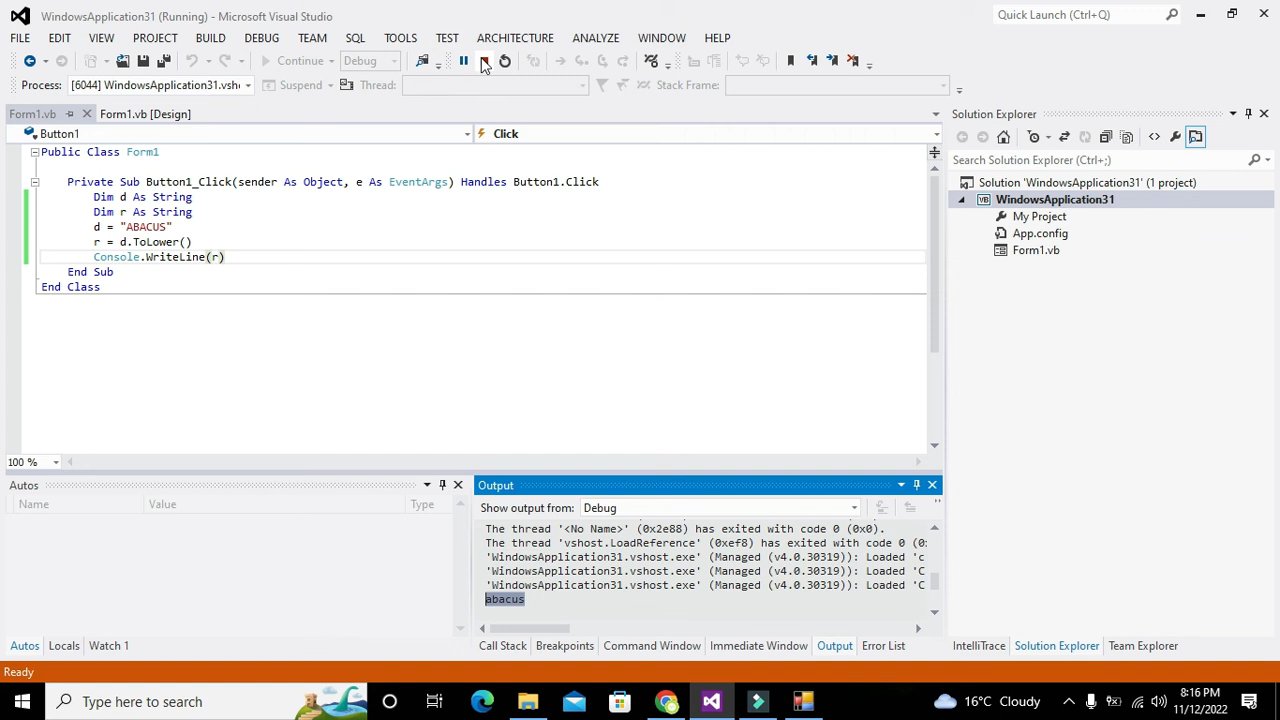 WindowsApplication31 (Running) - Microsoft Visual Studio
Quick Launch (Ctrl+Q)
FILE EDIT VIEW PROJECT BUILD DEBUG TEAM SQL TOOLS TEST ARCHITECTURE ANALYZE WINDOW HELP
Continue Debug
Process: [6044] WindowsApplication31.vsh Suspend Thread: Stack Frame:
Form1.vb Form1.vb [Design]
Button1 Click
Public Class Form1
Private Sub Button1_Click(sender As Object, e As EventArgs) Handles Button1.Click
Dim d As String
Dim r As String
d = "ABACUS"
r = d.ToLower()
Console.WriteLine(r)
End Sub
End Class
100 %
Solution Explorer
Search Solution Explorer (Ctrl+;)
Solution 'WindowsApplication31' (1 project)
VB WindowsApplication31
My Project
App.config
Form1.vb
Autos
Name Value Type
Output
Show output from: Debug
The thread '<No Name>' (0x2e88) has exited with code 0 (0x0).
The thread 'vshost.LoadReference' (0xef8) has exited with code 0 (0
'WindowsApplication31.vshost.exe' (Managed (v4.0.30319)): Loaded 'c
'WindowsApplication31.vshost.exe' (Managed (v4.0.30319)): Loaded 'C
'WindowsApplication31.vshost.exe' (Managed (v4.0.30319)): Loaded 'C
abacus
Autos Locals Watch 1
Call Stack Breakpoints Command Window Immediate Window Output Error List
IntelliTrace Solution Explorer Team Explorer
Ready
Type here to search
16°C Cloudy
8:16 PM
11/12/2022